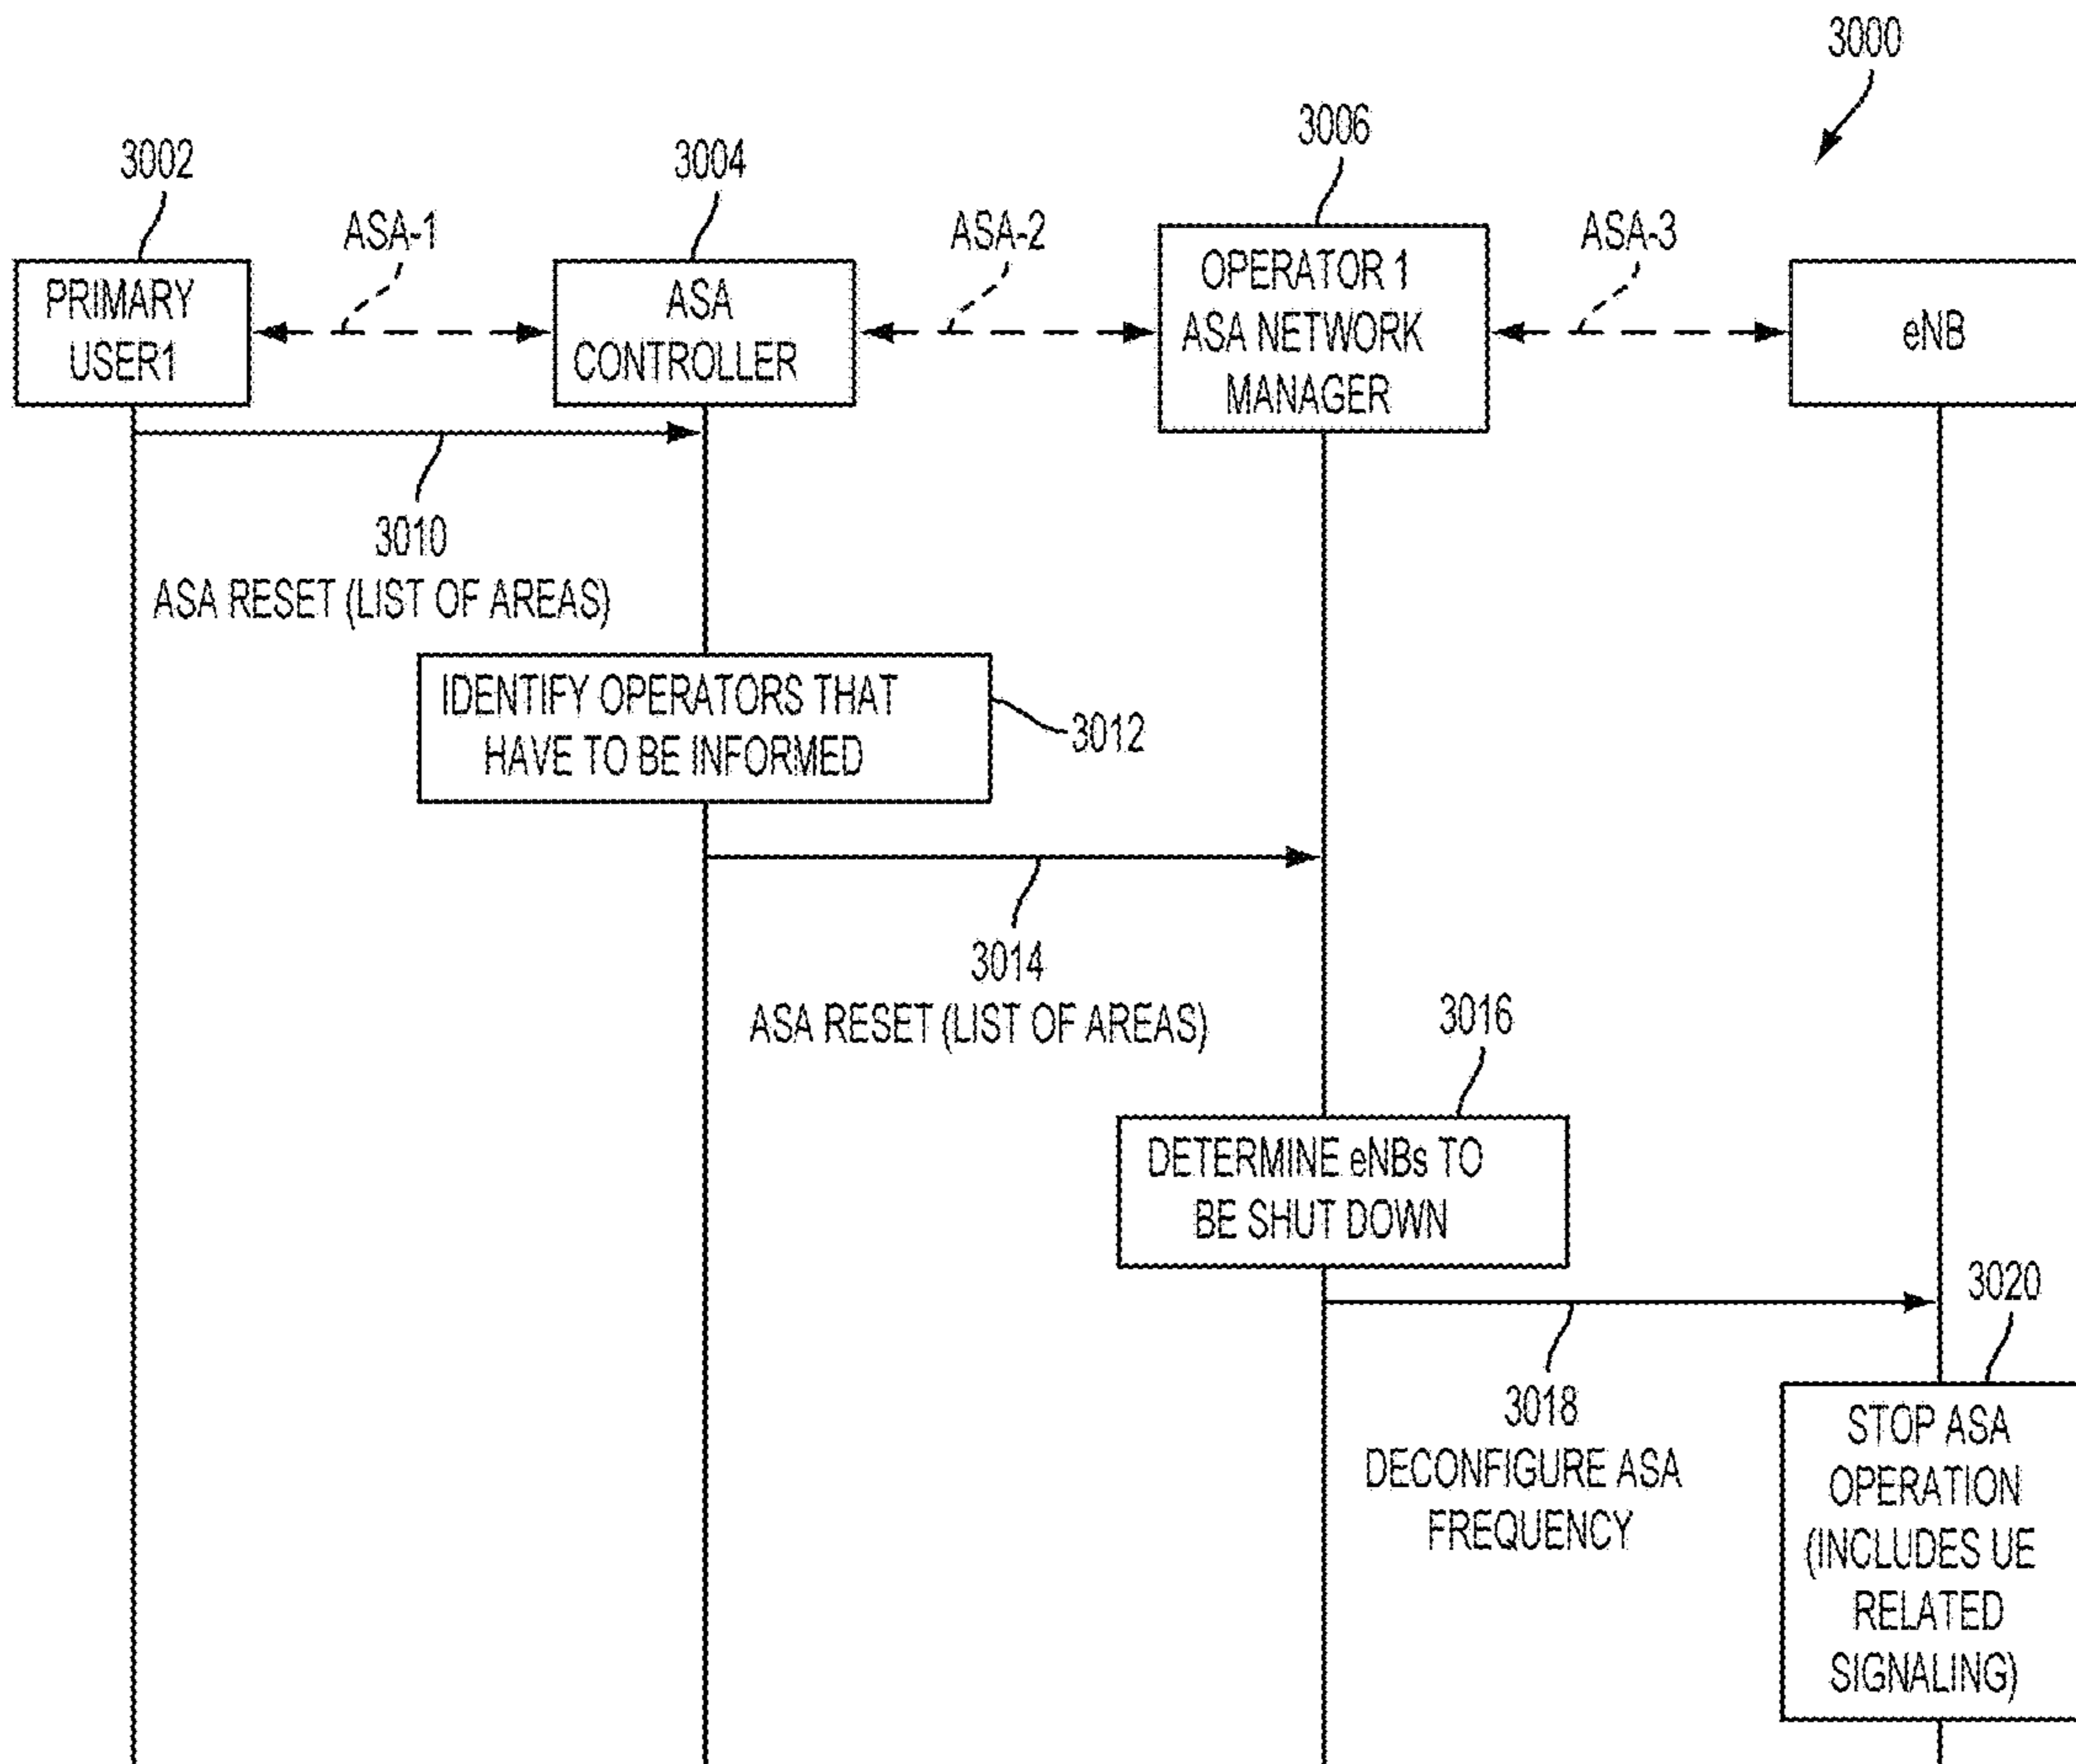 3000
3002
3004
3006
ASA-1
ASA-2
ASA-3
PRIMARY
USER1
ASA
CONTROLLER
OPERATOR 1
ASA NETWORK
MANAGER
eNB
3010
ASA RESET (LIST OF AREAS)
IDENTIFY OPERATORS THAT
HAVE TO BE INFORMED
3012
3014
ASA RESET (LIST OF AREAS)
3016
DETERMINE eNBs TO
BE SHUT DOWN
3018
DECONFIGURE ASA
FREQUENCY
3020
STOP ASA
OPERATION
(INCLUDES UE
RELATED
SIGNALING)